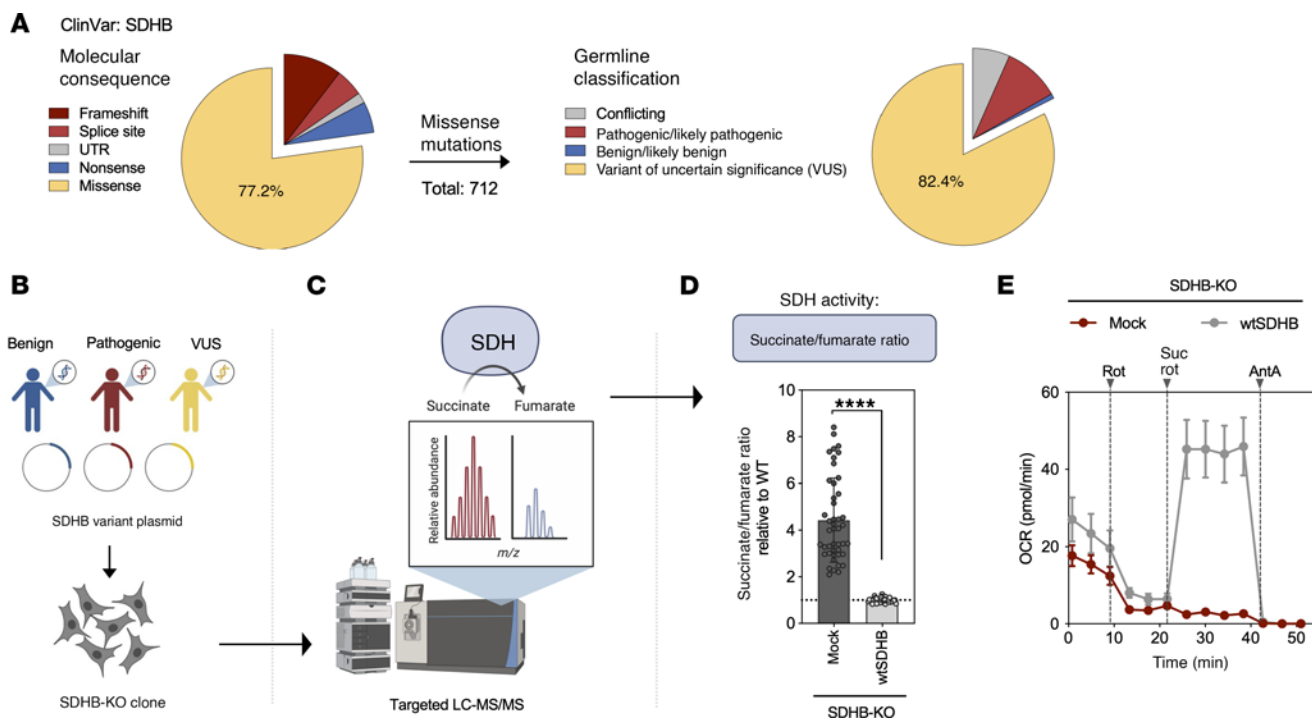 A
ClinVar: SDHB
Molecular
consequence
Frameshift
Splice site
UTR
Nonsense
Missense
77.2%
Missense
mutations
Total: 712
Germline
classification
Conflicting
Pathogenic/likely pathogenic
Benign/likely benign
Variant of uncertain significance (VUS)
82.4%
B
Benign
Pathogenic
VUS
SDHB variant plasmid
SDHB-KO clone
C
SDH
Succinate
Fumarate
Relative abundance
m/z
Targeted LC-MS/MS
D
SDH activity:
Succinate/fumarate ratio
Succinate/fumarate ratio
relative to WT
10
8
6
4
2
1
0
****
Mock
wtSDHB
SDHB-KO
E
SDHB-KO
Mock
wtSDHB
Rot
Suc
rot
AntA
OCR (pmol/min)
60
40
20
0
0
10
20
30
40
50
Time (min)